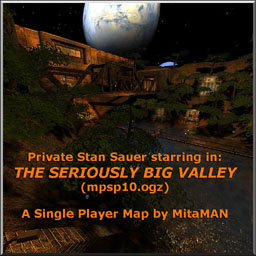 Private Stan Sauer starring in:
THE SERIOUSLY BIG VALLEY
(mpsp10.ogz)
A Single Player Map by MitaMAN